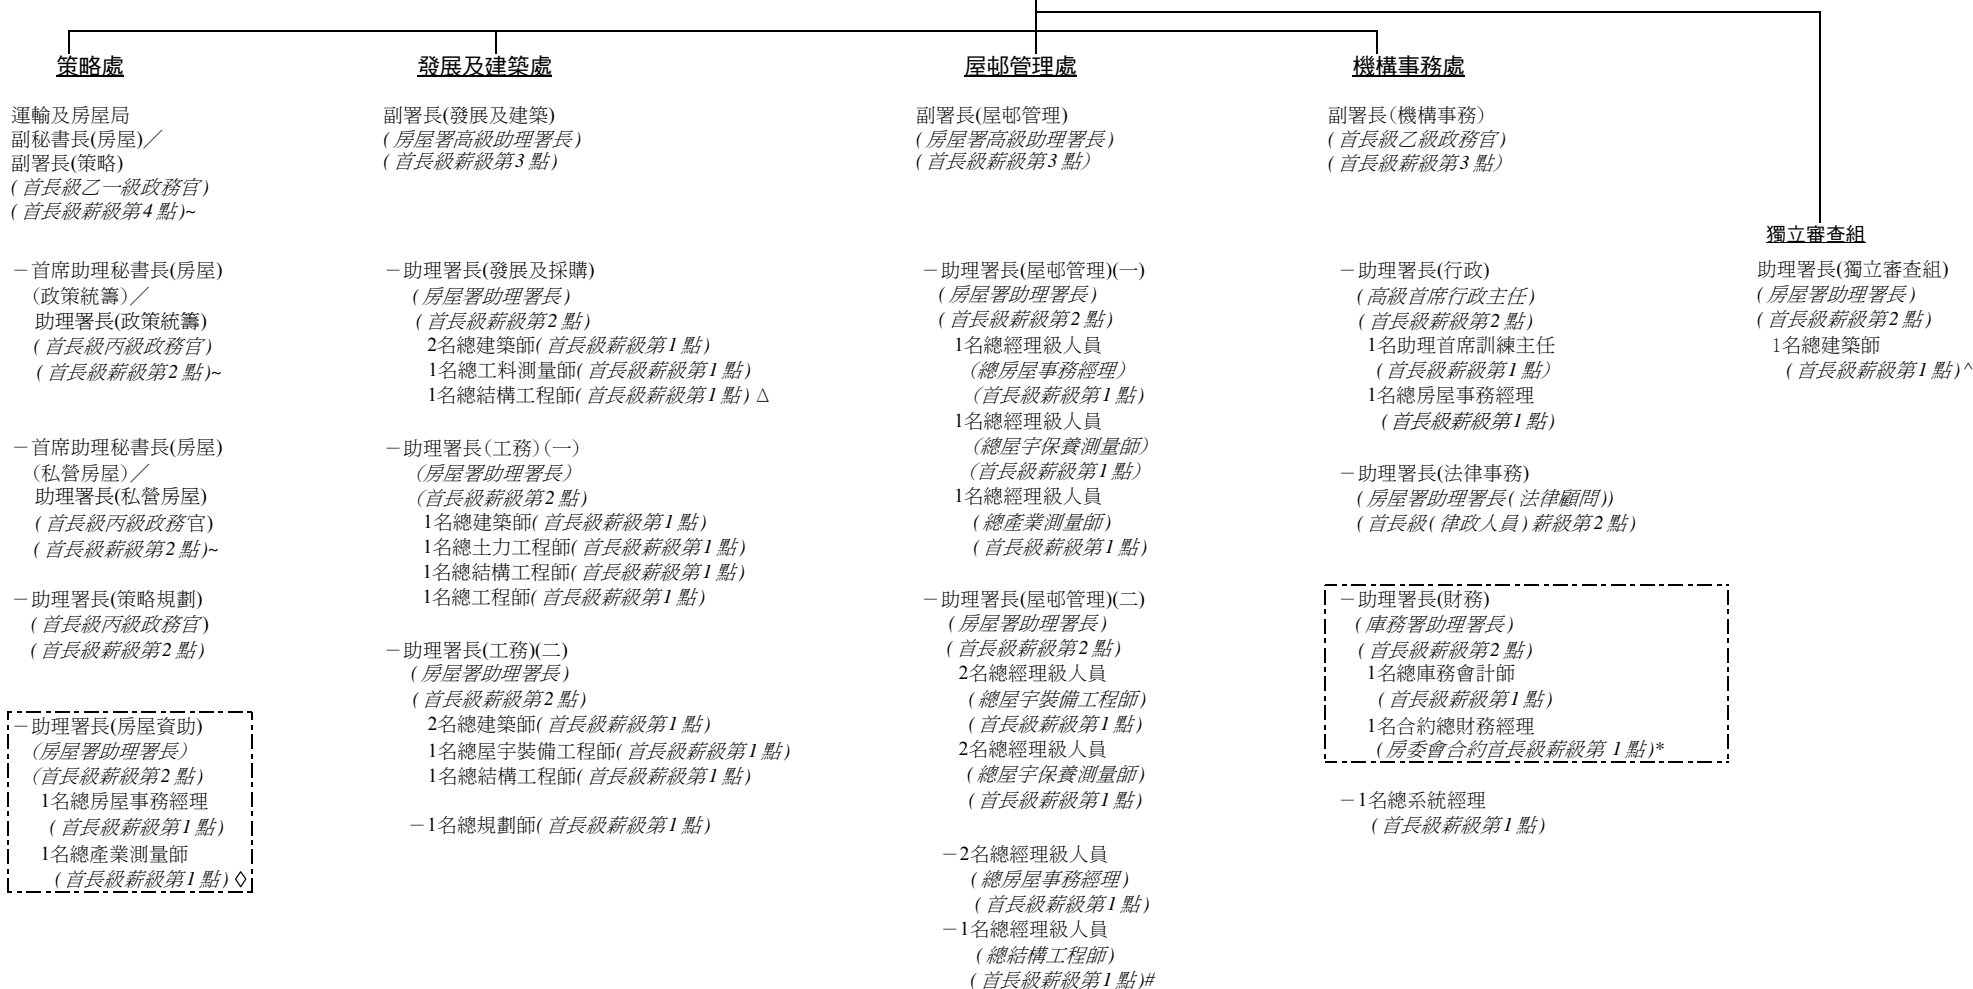 策略處
運輸及房屋局
副秘書長(房屋)／
副署長(策略)
(首長級乙一級政務官)
(首長級薪級第4點)~
－首席助理秘書長(房屋)
(政策統籌)／
助理署長(政策統籌)
(首長級丙級政務官)
(首長級薪級第2點)~
－首席助理秘書長(房屋)
(私營房屋)／
助理署長(私營房屋)
(首長級丙級政務官)
(首長級薪級第2點)~
－助理署長(策略規劃)
(首長級丙級政務官)
(首長級薪級第2點)
－助理署長(房屋資助)
(房屋署助理署長)
(首長級薪級第2點)
1名總房屋事務經理
(首長級薪級第1點)
1名總產業測量師
(首長級薪級第1點)◊
發展及建築處
副署長(發展及建築)
(房屋署高級助理署長)
(首長級薪級第3點)
－助理署長(發展及採購)
(房屋署助理署長)
(首長級薪級第2點)
2名總建築師(首長級薪級第1點)
1名總工料測量師(首長級薪級第1點)
1名總結構工程師(首長級薪級第1點) Δ
－助理署長(工務)(一)
(房屋署助理署長)
(首長級薪級第2點)
1名總建築師(首長級薪級第1點)
1名總土力工程師(首長級薪級第1點)
1名總結構工程師(首長級薪級第1點)
1名總工程師(首長級薪級第1點)
－助理署長(工務)(二)
(房屋署助理署長)
(首長級薪級第2點)
2名總建築師(首長級薪級第1點)
1名總屋宇裝備工程師(首長級薪級第1點)
1名總結構工程師(首長級薪級第1點)
－1名總規劃師(首長級薪級第1點)
屋邨管理處
副署長(屋邨管理)
(房屋署高級助理署長)
(首長級薪級第3點)
－助理署長(屋邨管理)(一)
(房屋署助理署長)
(首長級薪級第2點)
1名總經理級人員
(總房屋事務經理)
(首長級薪級第1點)
1名總經理級人員
(總屋宇保養測量師)
(首長級薪級第1點)
1名總經理級人員
(總產業測量師)
(首長級薪級第1點)
－助理署長(屋邨管理)(二)
(房屋署助理署長)
(首長級薪級第2點)
2名總經理級人員
(總屋宇裝備工程師)
(首長級薪級第1點)
2名總經理級人員
(總屋宇保養測量師)
(首長級薪級第1點)
－2名總經理級人員
(總房屋事務經理)
(首長級薪級第1點)
－1名總經理級人員
(總結構工程師)
(首長級薪級第1點)#
機構事務處
副署長(機構事務)
(首長級乙級政務官)
(首長級薪級第3點)
－助理署長(行政)
(高級首席行政主任)
(首長級薪級第2點)
1名助理首席訓練主任
(首長級薪級第1點)
1名總房屋事務經理
(首長級薪級第1點)
－助理署長(法律事務)
(房屋署助理署長(法律顧問))
(首長級(律政人員)薪級第2點)
－助理署長(財務)
(庫務署助理署長)
(首長級薪級第2點)
1名總庫務會計師
(首長級薪級第1點)
1名合約總財務經理
(房委會合約首長級薪級第 1點)*
－1名總系統經理
(首長級薪級第1點)
獨立審查組
助理署長(獨立審查組)
(房屋署助理署長)
(首長級薪級第2點)
1名總建築師
(首長級薪級第1點)^